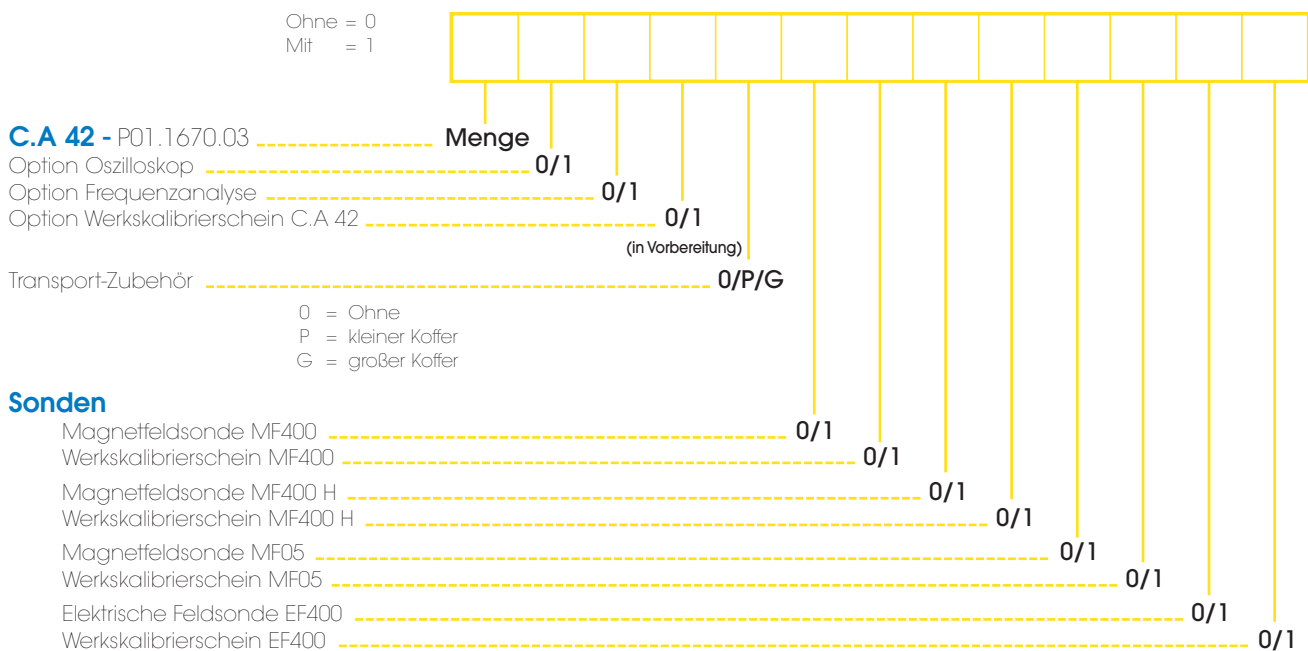 Ohne = 0
Mit = 1
C.A 42 - P01.1670.03 Menge
Option Oszilloskop 0/1
Option Frequenzanalyse 0/1
Option Werkskalibrierschein C.A 42 0/1
(in Vorbereitung)
Transport-Zubehör 0/P/G
0 = Ohne
P = kleiner Koffer
G = großer Koffer
Sonden
Magnetfeldsonde MF400 0/1
Werkskalibrierschein MF400 0/1
Magnetfeldsonde MF400 H 0/1
Werkskalibrierschein MF400 H 0/1
Magnetfeldsonde MF05 0/1
Werkskalibrierschein MF05 0/1
Elektrische Feldsonde EF400 0/1
Werkskalibrierschein EF400 0/1